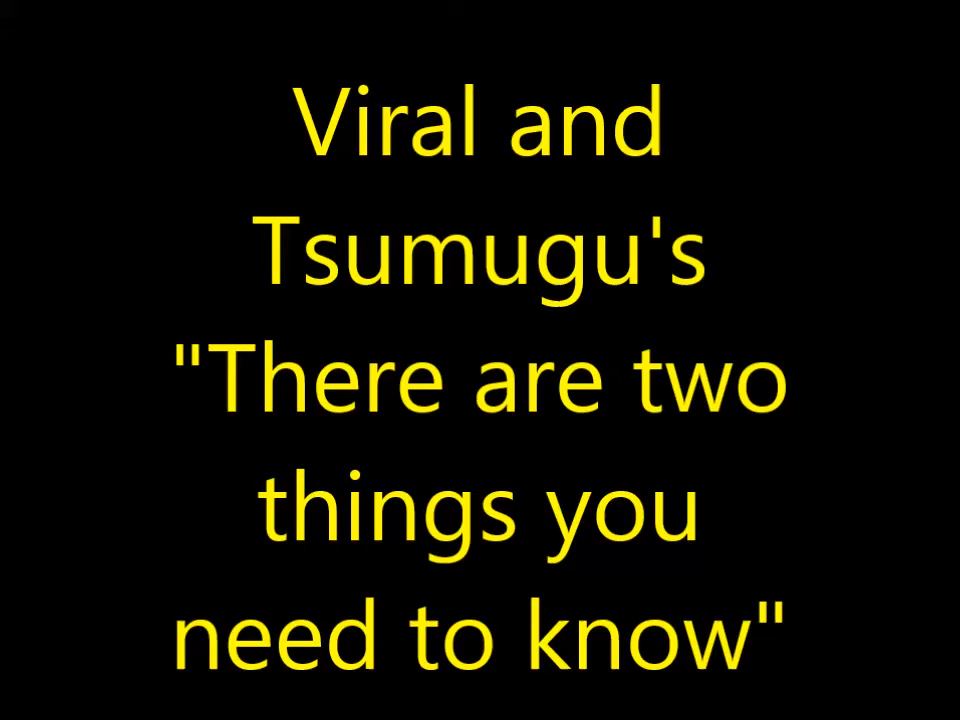 Viral and
Tsumugu's
"There are two
things you
need to know"